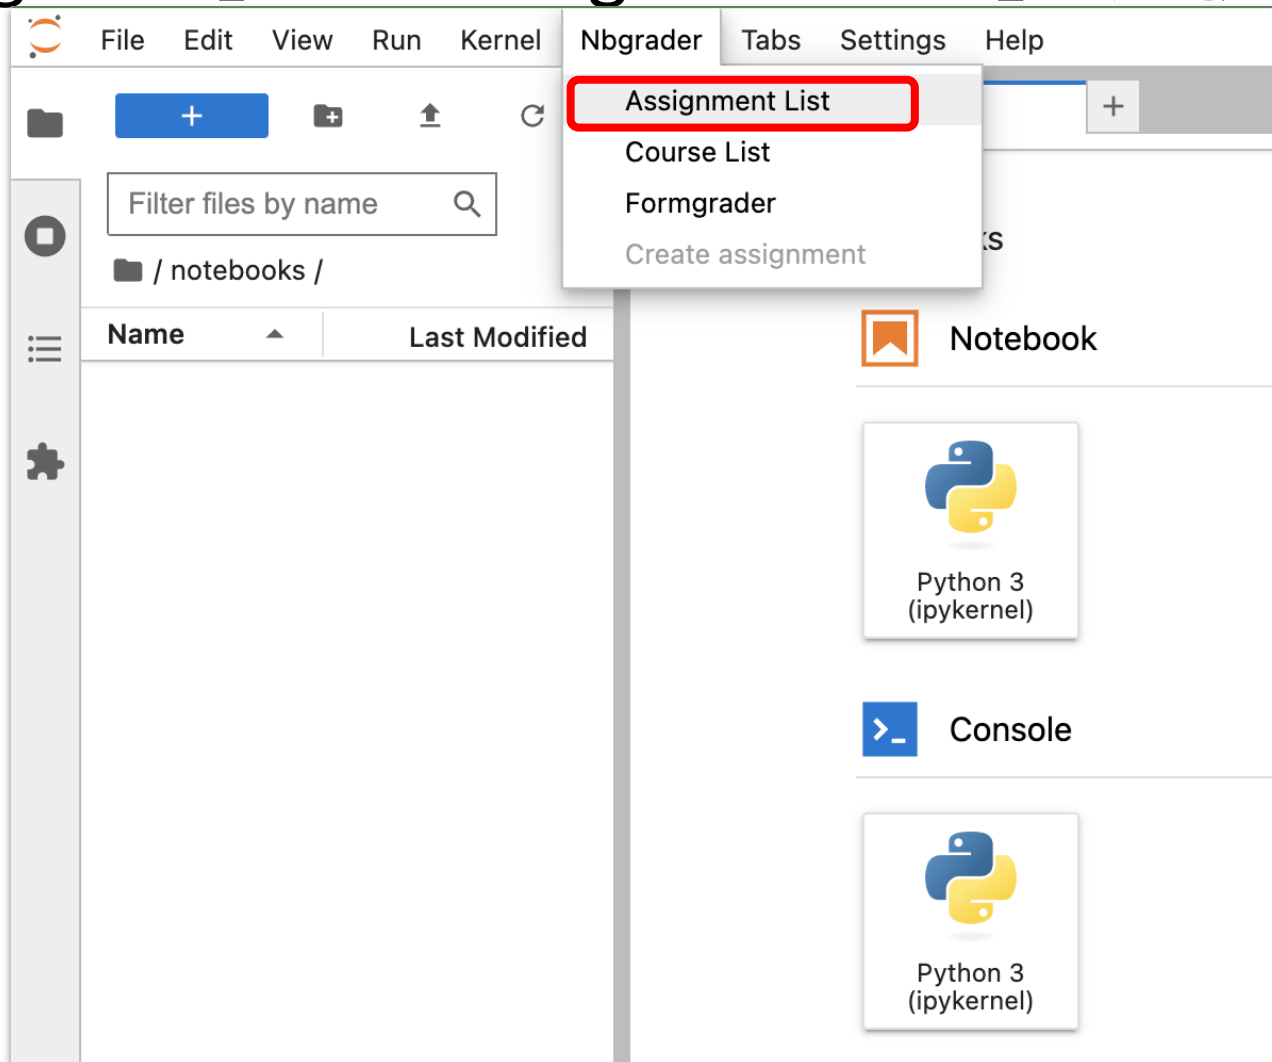 File Edit View Run Kernel Nbgrader Tabs Settings Help
Assignment List
Course List
Formgrader
Create assignment
Filter files by name
/ notebooks /
Name Last Modified
Notebook
Python 3
(ipykernel)
Console
Python 3
(ipykernel)